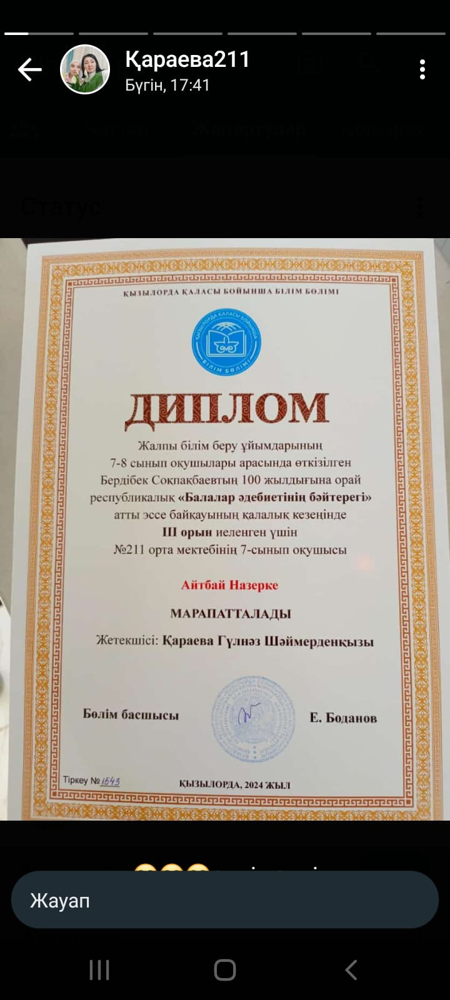 Қараева211
Бүгін, 17:41
Статус
ҚЫЗЫЛОРДА ҚАЛАСЫ БОЙЫНША БІЛІМ БӨЛІМІ
ҚЫЗЫЛОРДА ҚАЛАСЫ БОЙЫНША
БІЛІМ БӨЛІМІ
ДИПЛОМ
Жалпы білім беру ұйымдарының
7-8 сынып оқушылары арасында өткізілген
Бердібек Соқпақбаевтың 100 жылдығына орай
республикалық «Балалар әдебиетінің бәйтерегі»
атты эссе байқауының қалалық кезеңінде
III орын иеленген үшін
№211 орта мектебінің 7-сынып оқушысы
Айтбай Назерке
МАРАПАТТАЛАДЫ
Жетекшісі: Қараева Гүлнәз Шәймерденқызы
Бөлім басшысы
Е. Боданов
Тіркеу № 1543
ҚЫЗЫЛОРДА, 2024 ЖЫЛ
Жауап